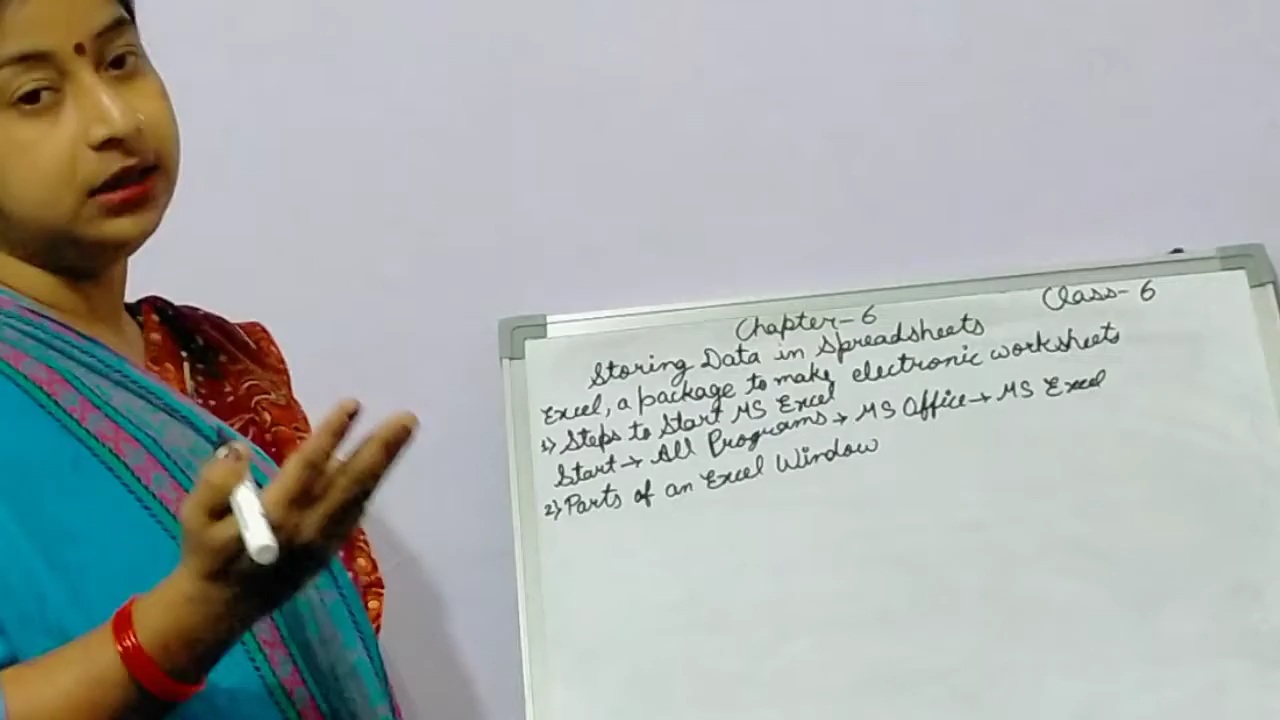 Class-6
Chapter-6
Storing Data in Spreadsheets
Excel, a package to make electronic worksheets
1) Steps to Start MS Excel
Start → All Programs → MS Office → MS Excel
2) Parts of an Excel Window